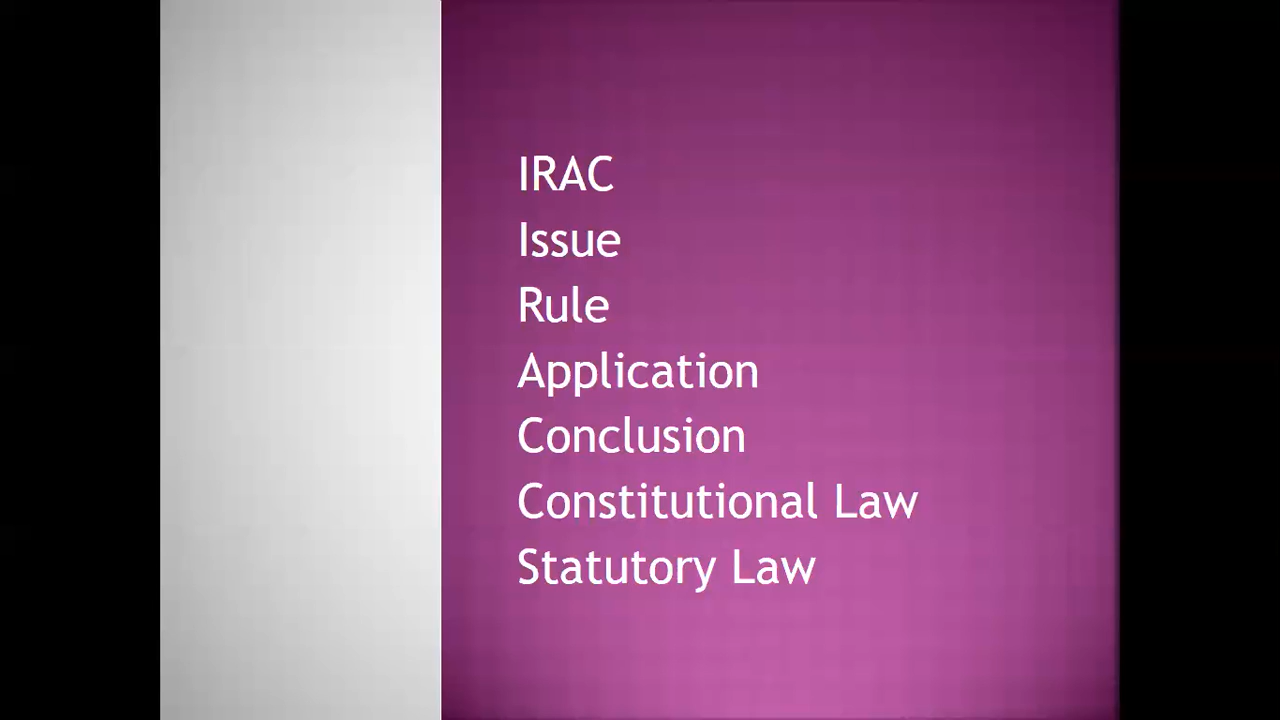 IRAC
Issue
Rule
Application
Conclusion
Constitutional Law
Statutory Law